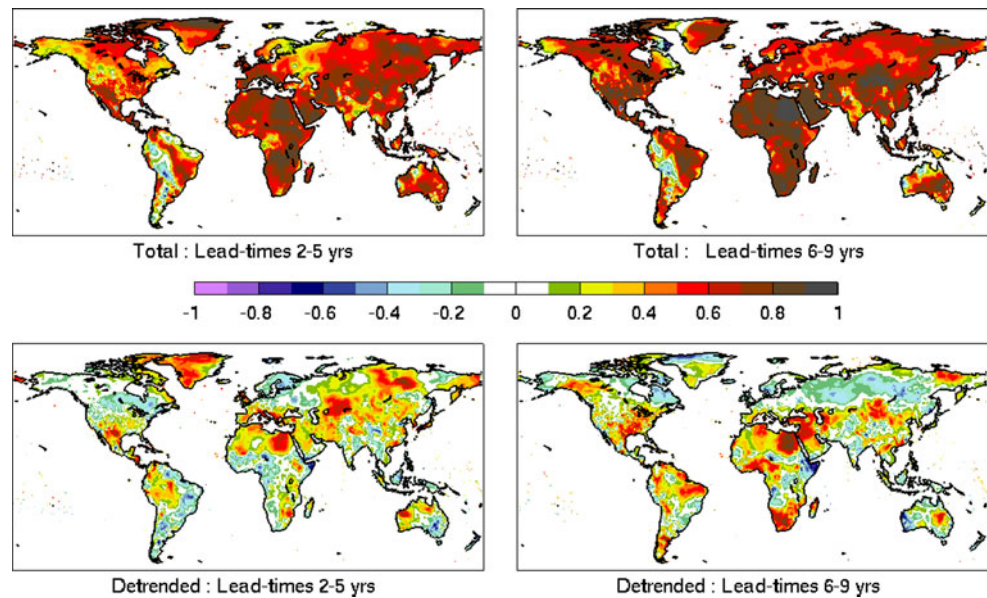 Total : Lead-times 2-5 yrs
Total : Lead-times 6-9 yrs
-1 -0.8 -0.6 -0.4 -0.2 0 0.2 0.4 0.6 0.8 1
Detrended : Lead-times 2-5 yrs
Detrended : Lead-times 6-9 yrs